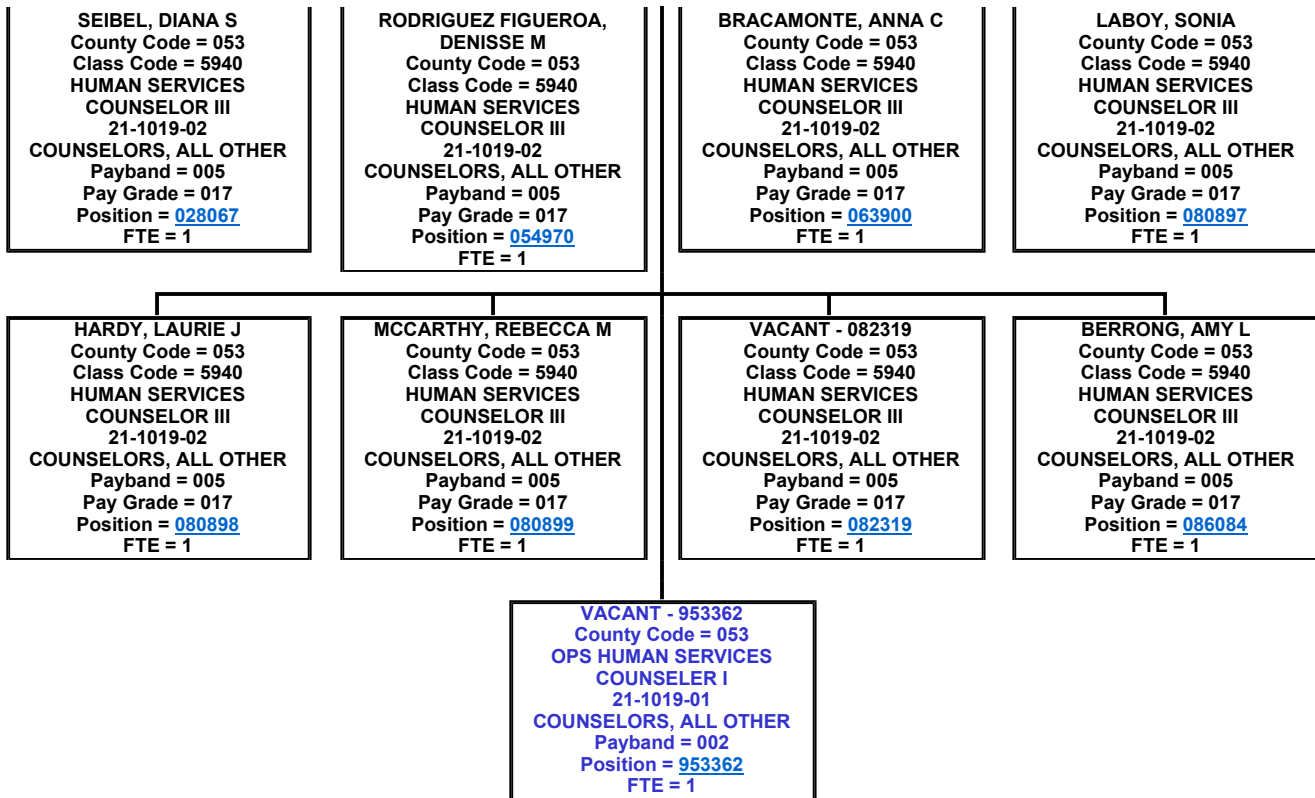 SEIBEL, DIANA S
County Code = 053
Class Code = 5940
HUMAN SERVICES
COUNSELOR III
21-1019-02
COUNSELORS, ALL OTHER
Payband = 005
Pay Grade = 017
Position = 028067
FTE = 1
RODRIGUEZ FIGUEROA,
DENISSE M
County Code = 053
Class Code = 5940
HUMAN SERVICES
COUNSELOR III
21-1019-02
COUNSELORS, ALL OTHER
Payband = 005
Pay Grade = 017
Position = 054970
FTE = 1
BRACAMONTE, ANNA C
County Code = 053
Class Code = 5940
HUMAN SERVICES
COUNSELOR III
21-1019-02
COUNSELORS, ALL OTHER
Payband = 005
Pay Grade = 017
Position = 063900
FTE = 1
LABOY, SONIA
County Code = 053
Class Code = 5940
HUMAN SERVICES
COUNSELOR III
21-1019-02
COUNSELORS, ALL OTHER
Payband = 005
Pay Grade = 017
Position = 080897
FTE = 1
HARDY, LAURIE J
County Code = 053
Class Code = 5940
HUMAN SERVICES
COUNSELOR III
21-1019-02
COUNSELORS, ALL OTHER
Payband = 005
Pay Grade = 017
Position = 080898
FTE = 1
MCCARTHY, REBECCA M
County Code = 053
Class Code = 5940
HUMAN SERVICES
COUNSELOR III
21-1019-02
COUNSELORS, ALL OTHER
Payband = 005
Pay Grade = 017
Position = 080899
FTE = 1
VACANT - 082319
County Code = 053
Class Code = 5940
HUMAN SERVICES
COUNSELOR III
21-1019-02
COUNSELORS, ALL OTHER
Payband = 005
Pay Grade = 017
Position = 082319
FTE = 1
BERRONG, AMY L
County Code = 053
Class Code = 5940
HUMAN SERVICES
COUNSELOR III
21-1019-02
COUNSELORS, ALL OTHER
Payband = 005
Pay Grade = 017
Position = 086084
FTE = 1
VACANT - 953362
County Code = 053
OPS HUMAN SERVICES
COUNSELER I
21-1019-01
COUNSELORS, ALL OTHER
Payband = 002
Position = 953362
FTE = 1